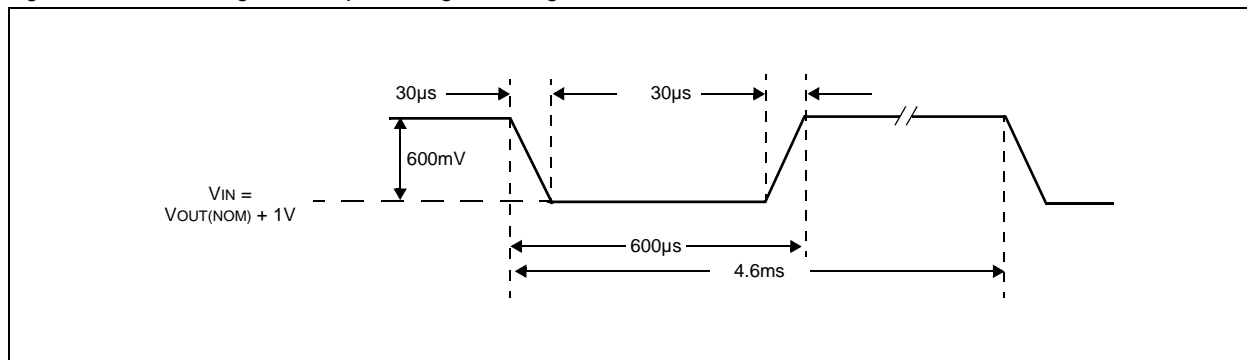 30µs
30µs
600mV
VIN =
VOUT(NOM) + 1V
600µs
4.6ms